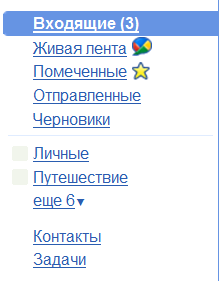 Входящие (3)
Живая лента
Помеченные
Отправленные
Черновики
Личные
Путешествие
еще 6▼
Контакты
Задачи